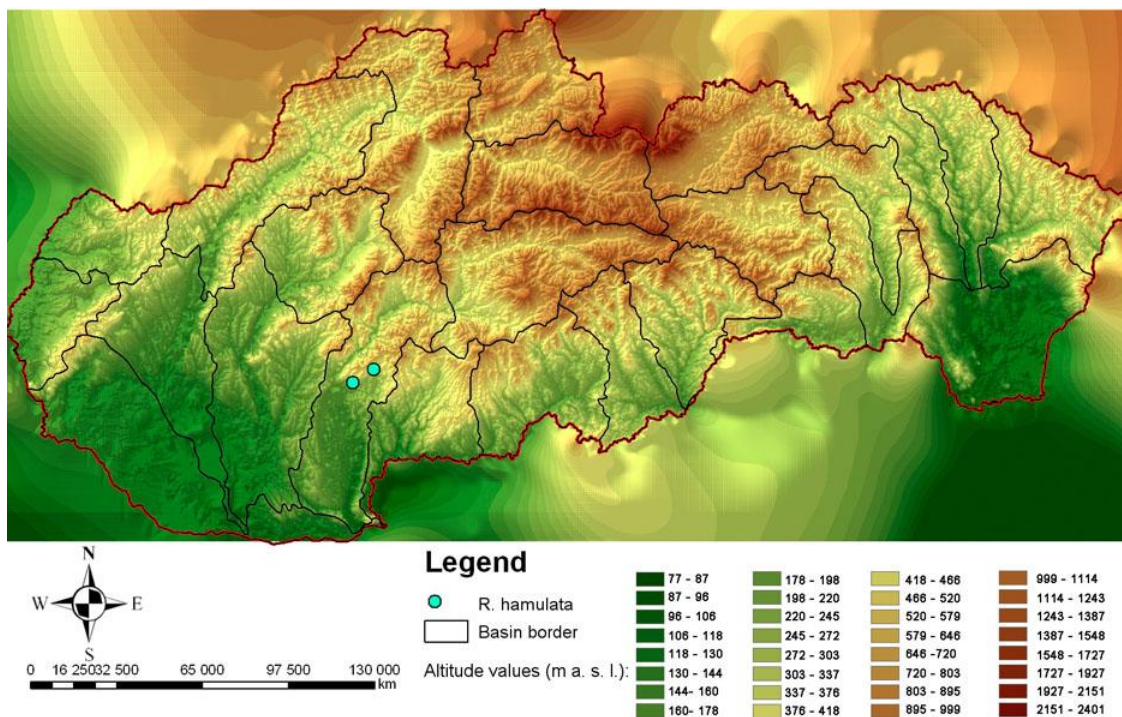 N
W E
S
0 16 25032 500 65 000 97 500 130 000
km
Legend
R. hamulata
Basin border
Altitude values (m a. s. l.):
77 - 87
87 - 96
96 - 106
106 - 118
118 - 130
130 - 144
144- 160
160- 178
178 - 198
198 - 220
220 - 245
245 - 272
272 - 303
303 - 337
337 - 376
376 - 418
418 - 466
466 - 520
520 - 579
579 - 646
646 -720
720 - 803
803 - 895
895 - 999
999 - 1114
1114 - 1243
1243 - 1387
1387 - 1548
1548 - 1727
1727 - 1927
1927 - 2151
2151 - 2401